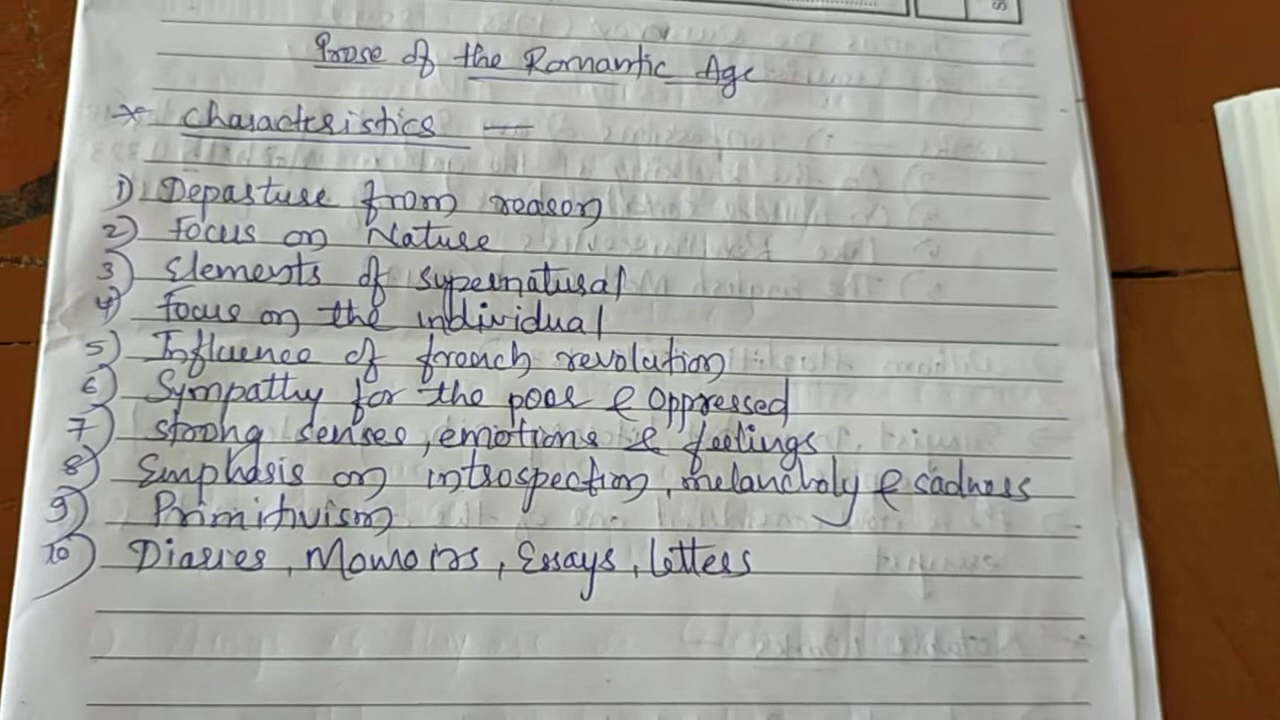 Prose of the Romantic Age
* Characteristics —
1) Departure from reason
2) Focus on Nature
3) Elements of supernatural
4) Focus on the individual
5) Influence of french revolution
6) Sympathy for the poor & oppressed
7) strong senses, emotions & feelings
8) Emphasis on introspection, melancholy & sadness
9) Primitivism
10) Diaries, Memoirs, Essays, letters